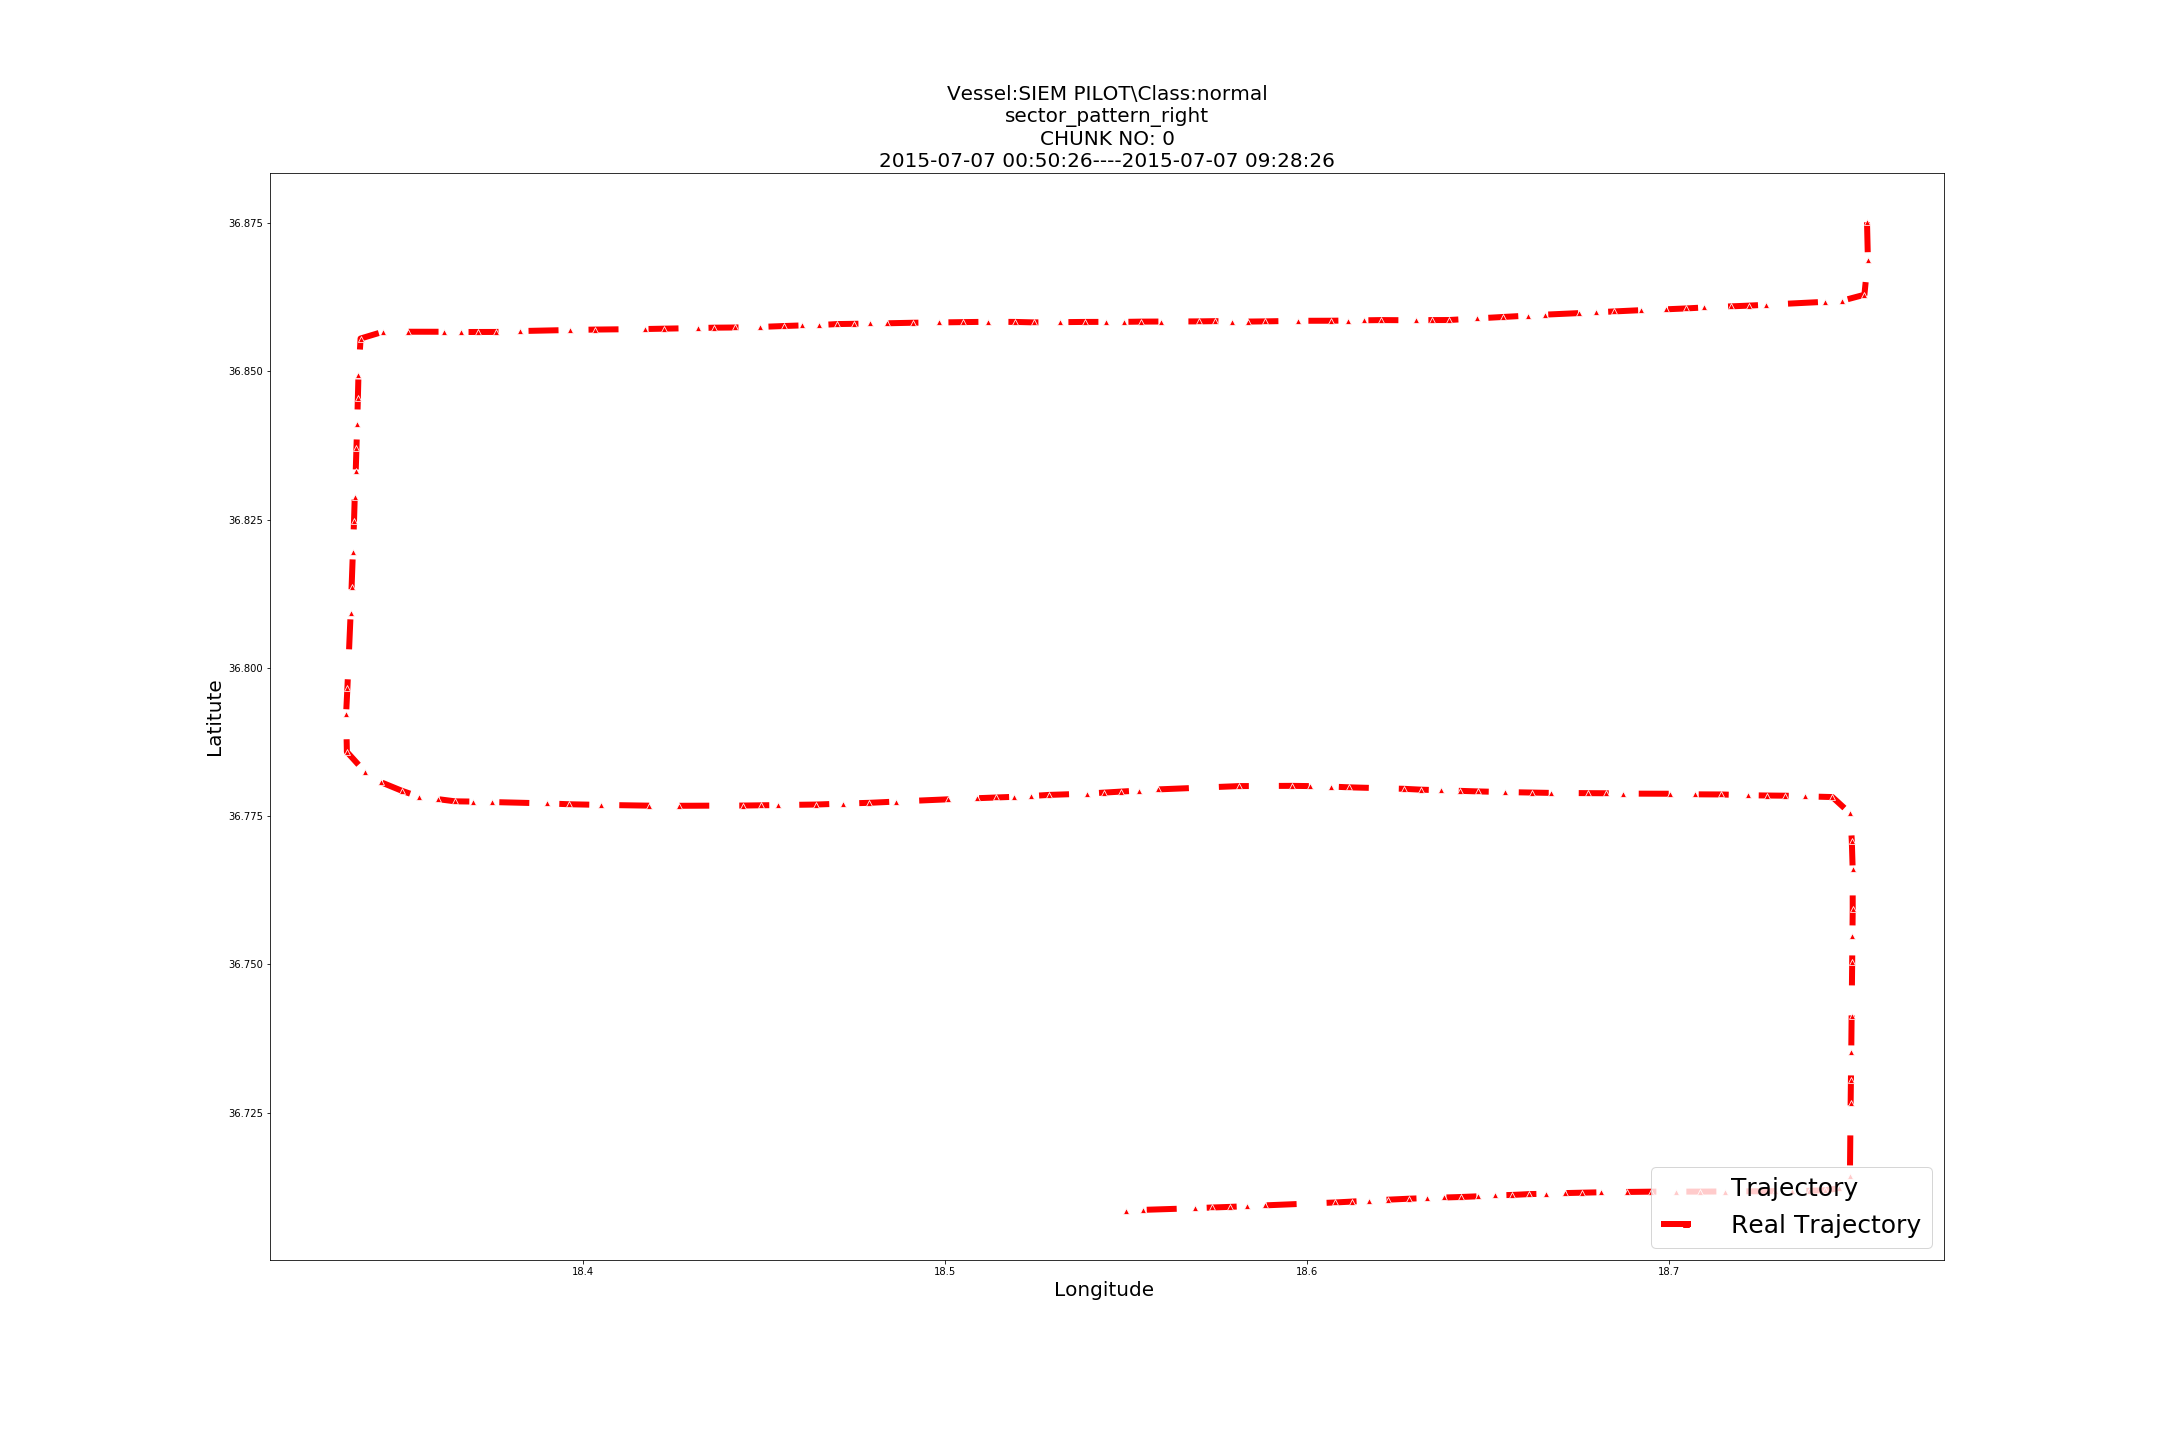 Vessel:SIEM PILOT\Class:normal
sector_pattern_right
CHUNK NO: 0
2015-07-07 00:50:26----2015-07-07 09:28:26
36.875
36.850
36.825
36.800
36.775
36.750
36.725
Latitute
Trajectory
Real Trajectory
18.4
18.5
18.6
18.7
Longitude